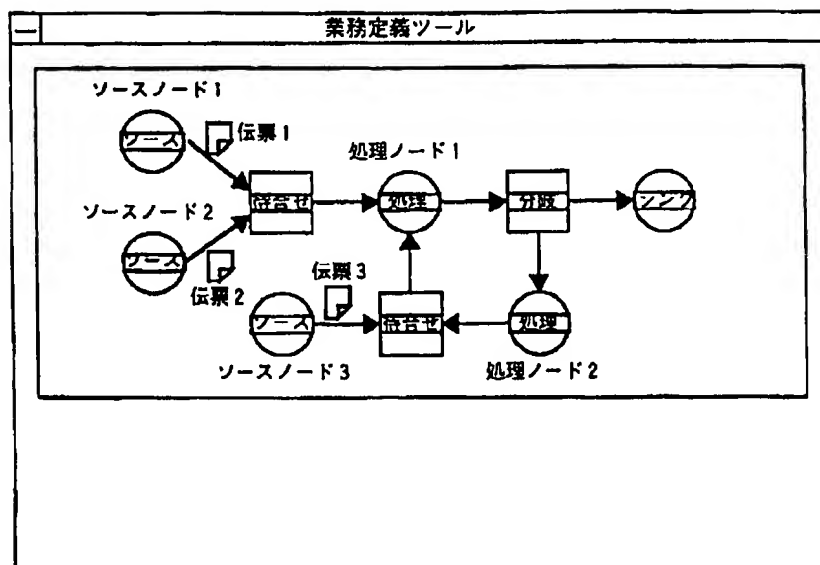 業務定義ツール
ソースノード1
ソース
伝票1
処理ノード1
待合せ
処理
分岐
シンク
ソースノード2
ソース
伝票2
伝票3
ソース
待合せ
処理
ソースノード3
処理ノード2